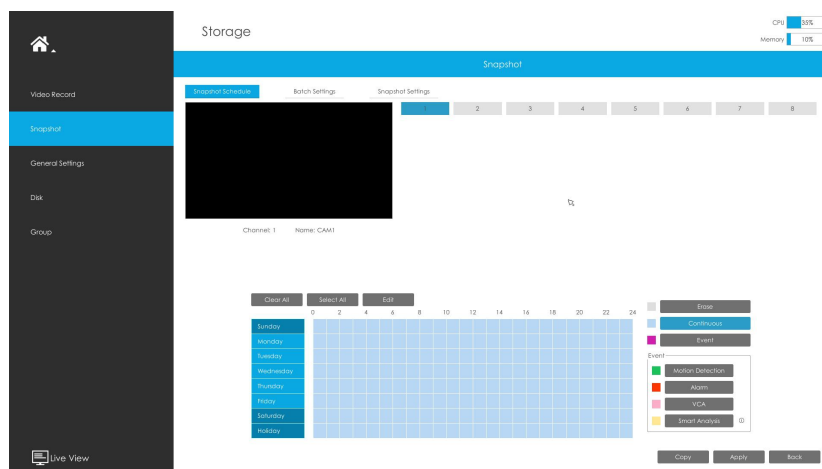 Storage
CPU 35%
Memory 10%
Snapshot
Video Record
Snapshot
General Settings
Disk
Group
Live View
Snapshot Schedule Batch Settings Snapshot Settings
1 2 3 4 5 6 7 8
Channel: 1 Name: CAM1
Clear All Select All Edit
0 2 4 6 8 10 12 14 16 18 20 22 24
Sunday
Monday
Tuesday
Wednesday
Thursday
Friday
Saturday
Holiday
Erase
Continuous
Event
Event
Motion Detection
Alarm
VCA
Smart Analysis
Copy Apply Back